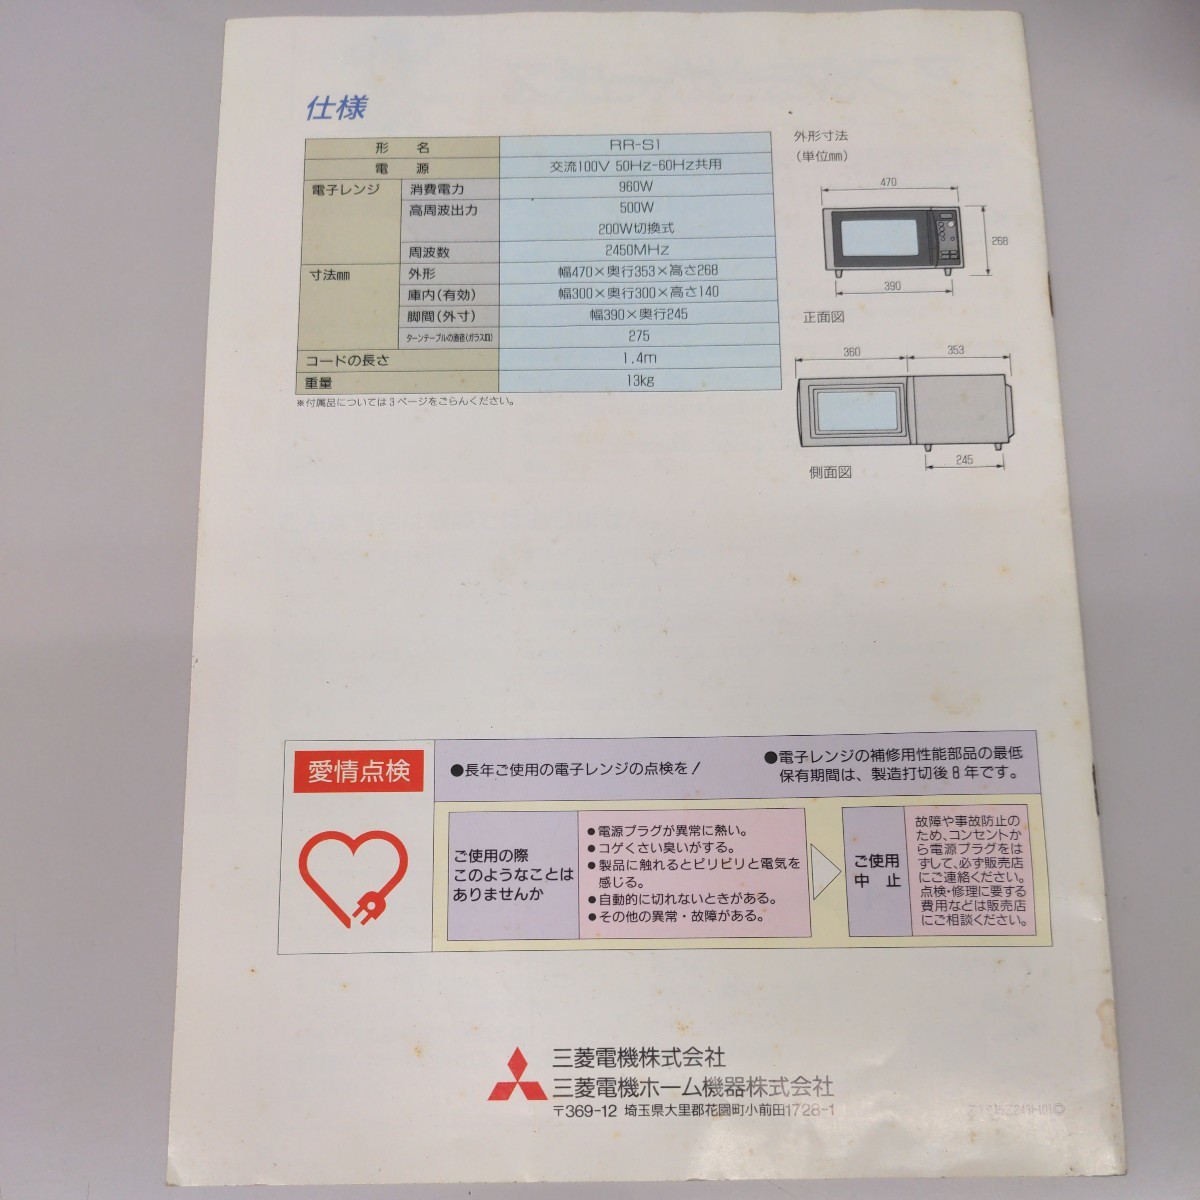 仕様
形 名 RR-S1
電 源 交流100V 50Hz-60Hz共用
電子レンジ 消費電力 960W
高周波出力 500W
200W切換式
周波数 2450MHz
寸法mm 外形 幅470×奥行353×高さ268
庫内(有効) 幅300×奥行300×高さ140
脚間(外寸) 幅390×奥行245
ターンテーブルの直径(ガラス皿) 275
コードの長さ 1.4m
重量 13kg
※付属品については3ページをごらんください。
外形寸法
(単位mm)
470
268
390
正面図
360 353
245
側面図
愛情点検
●長年ご使用の電子レンジの点検を!
●電子レンジの補修用性能部品の最低
保有期間は、製造打切後8年です。
ご使用の際
このようなことは
ありませんか
●電源プラグが異常に熱い。
●コゲくさい臭いがする。
●製品に触れるとピリピリと電気を
感じる。
●自動的に切れないときがある。
●その他の異常・故障がある。
ご使用
中 止
故障や事故防止の
ため、コンセントか
ら電源プラグをは
ずして、必ず販売店
にご連絡ください。
点検・修理に要する
費用などは販売店
にご相談ください。
三菱電機株式会社
三菱電機ホーム機器株式会社
〒369-12 埼玉県大里郡花園町小前田1728-1